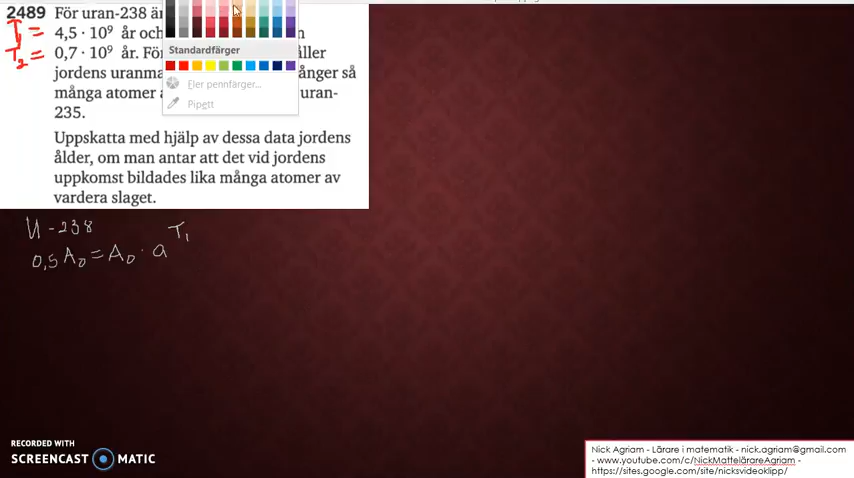 2489 För uran-238 än
T1 = 4,5 · 10⁹ år och n
T2 = 0,7 · 10⁹ år. För åller
jordens uranma ånger så
många atomer a uran-
235.
Uppskatta med hjälp av dessa data jordens
ålder, om man antar att det vid jordens
uppkomst bildades lika många atomer av
vardera slaget.
Standardfärger
Fler pennfärger...
Pipett
U - 238
0,5 A₀ = A₀ · a^T₁
RECORDED WITH
SCREENCAST MATIC
Nick Agriam - Lärare i matematik - nick.agriam@gmail.com
- www.youtube.com/c/NickMattelärareAgriam -
https://sites.google.com/site/nicksvideoklipp/